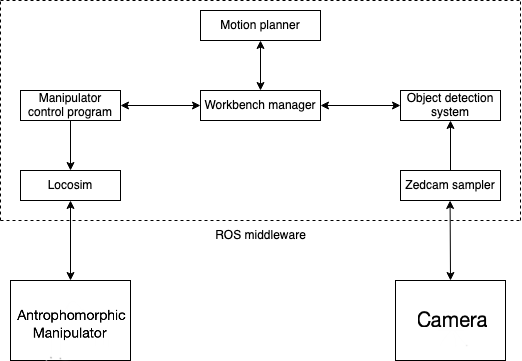 Motion planner
Manipulator
control program
Workbench manager
Object detection
system
Locosim
Zedcam sampler
ROS middleware
Antrophomorphic
Manipulator
Camera